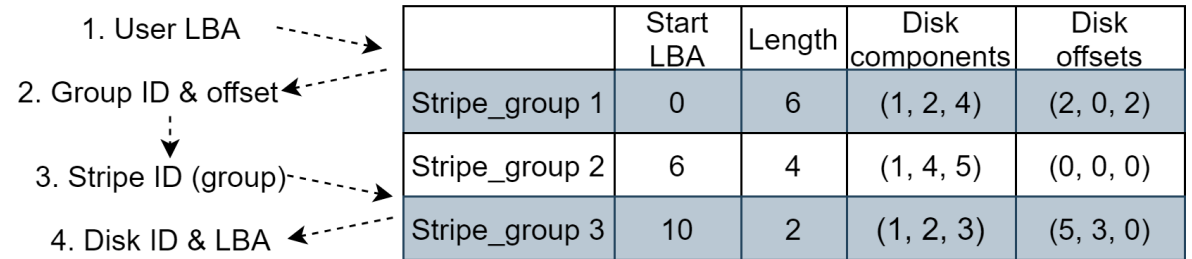 1. User LBA
2. Group ID & offset
3. Stripe ID (group)
4. Disk ID & LBA
Start LBA Length Disk components Disk offsets
Stripe_group 1 0 6 (1, 2, 4) (2, 0, 2)
Stripe_group 2 6 4 (1, 4, 5) (0, 0, 0)
Stripe_group 3 10 2 (1, 2, 3) (5, 3, 0)